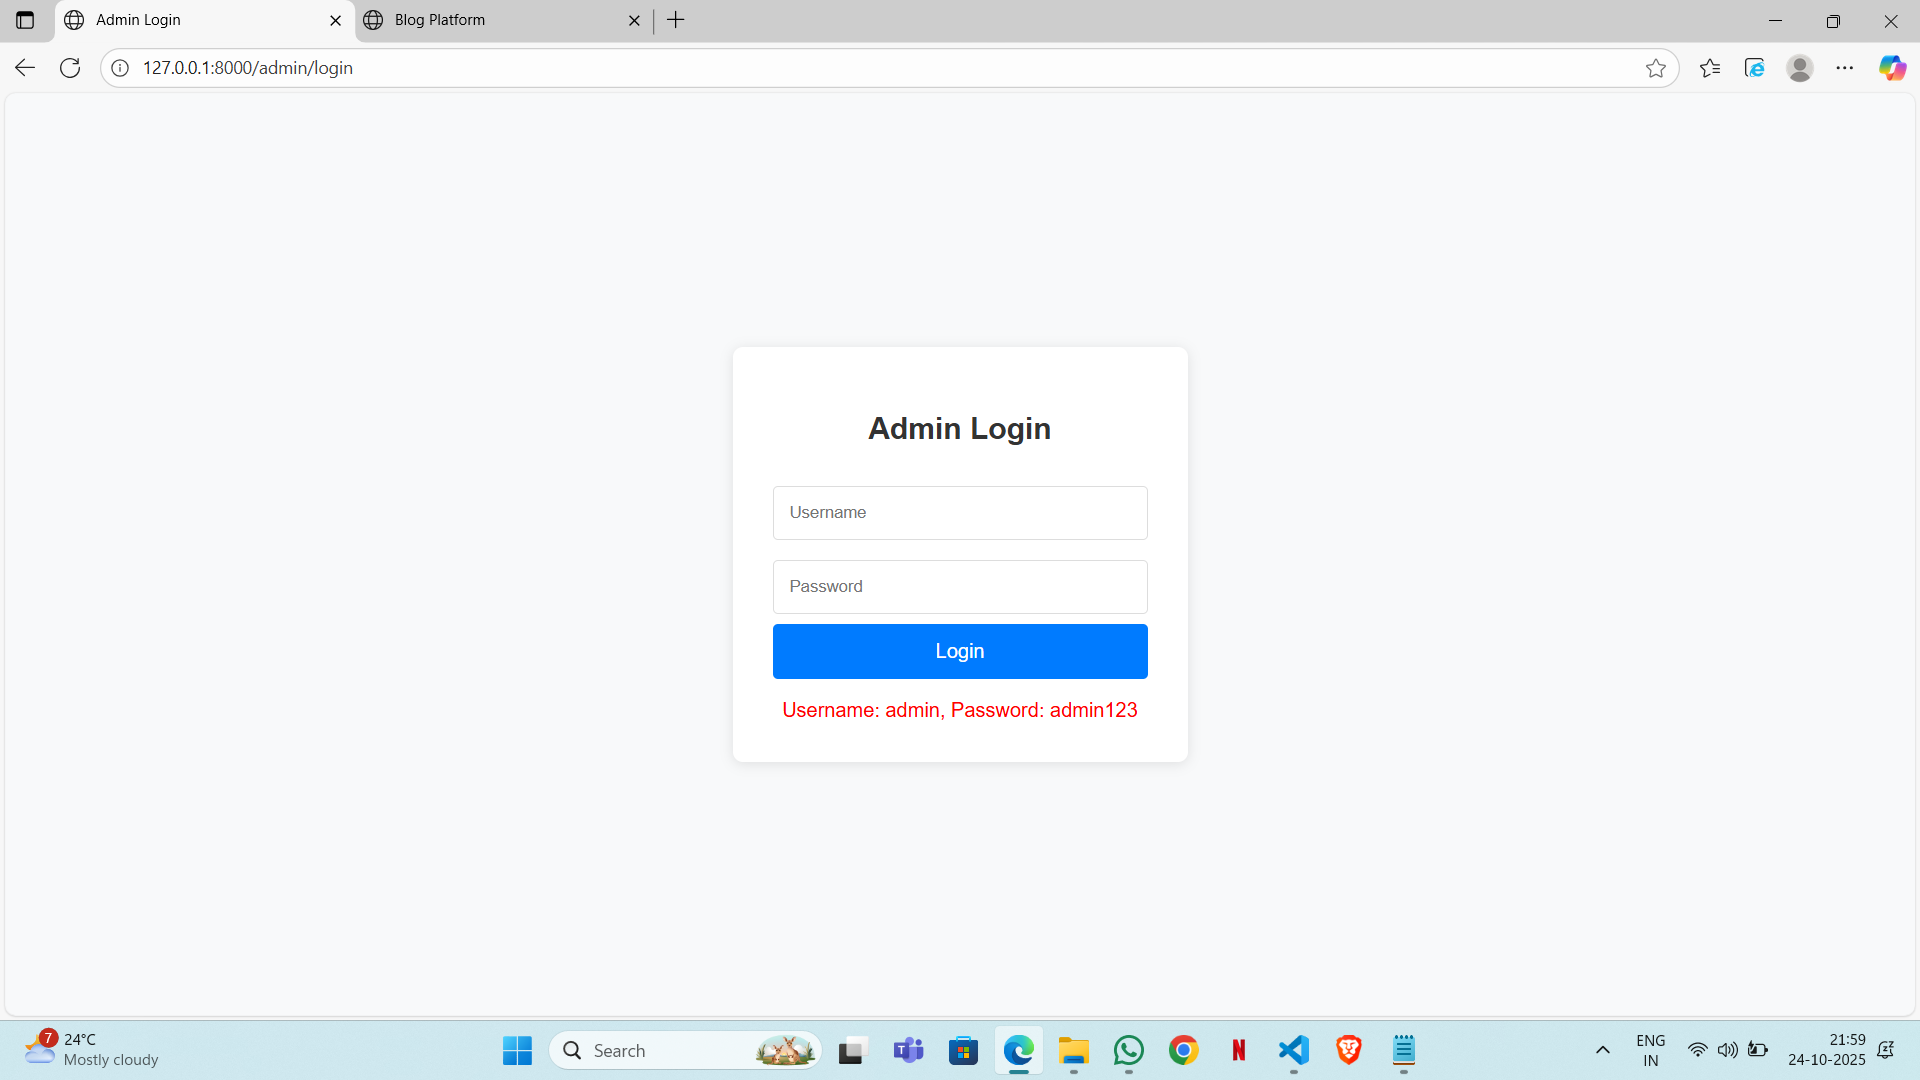 Admin Login
Blog Platform
127.0.0.1:8000/admin/login
Admin Login
Username
Password
Login
Username: admin, Password: admin123
7
24°C
Mostly cloudy
Search
ENG
IN
21:59
24-10-2025